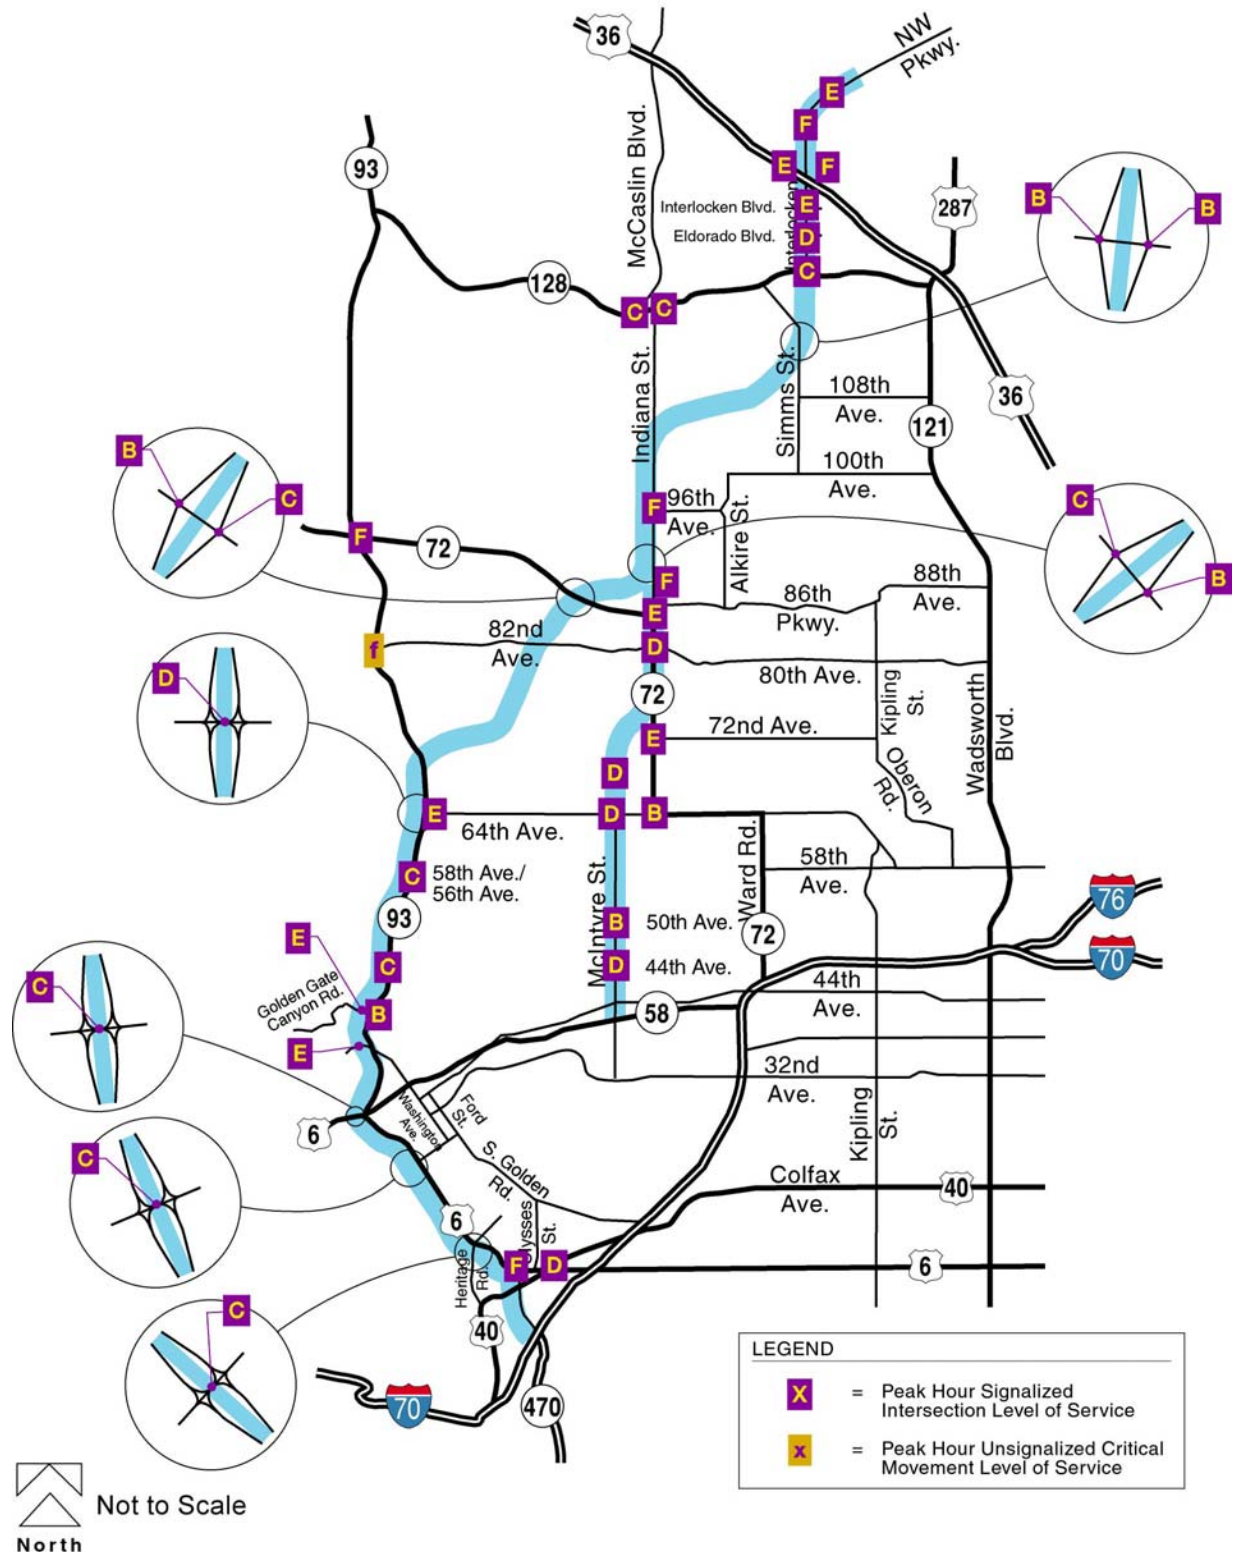 36
NW
Pkwy.
E
F
93
McCaslin Blvd.
E
F
Interlocken
Interlocken Blvd.
E
287
B
B
Eldorado Blvd.
D
C
128
C
C
Indiana St.
Simms St.
108th
Ave.
36
121
B
C
100th
Ave.
F
96th
Ave.
C
Alkire St.
F
72
F
88th
Ave.
B
E
86th
Pkwy.
f
82nd
Ave.
D
80th Ave.
D
72
Kipling
St.
Wadsworth
Blvd.
E
72nd Ave.
D
Oberon
Rd.
E
64th Ave.
D
B
McIntyre St.
Ward Rd.
58th
Ave.
C
58th Ave./
56th Ave.
76
93
B
50th Ave.
72
E
70
C
D
44th Ave.
C
Golden Gate
Canyon Rd.
B
44th
Ave.
58
E
32nd
Ave.
Washington
Ave.
Ford
St.
6
Kipling
St.
C
S. Golden
Rd.
Colfax
Ave.
40
6
Ulysses
St.
Heritage
Rd.
F
D
6
C
40
70
470
LEGEND
X = Peak Hour Signalized
Intersection Level of Service
x = Peak Hour Unsignalized Critical
Movement Level of Service
Not to Scale
North